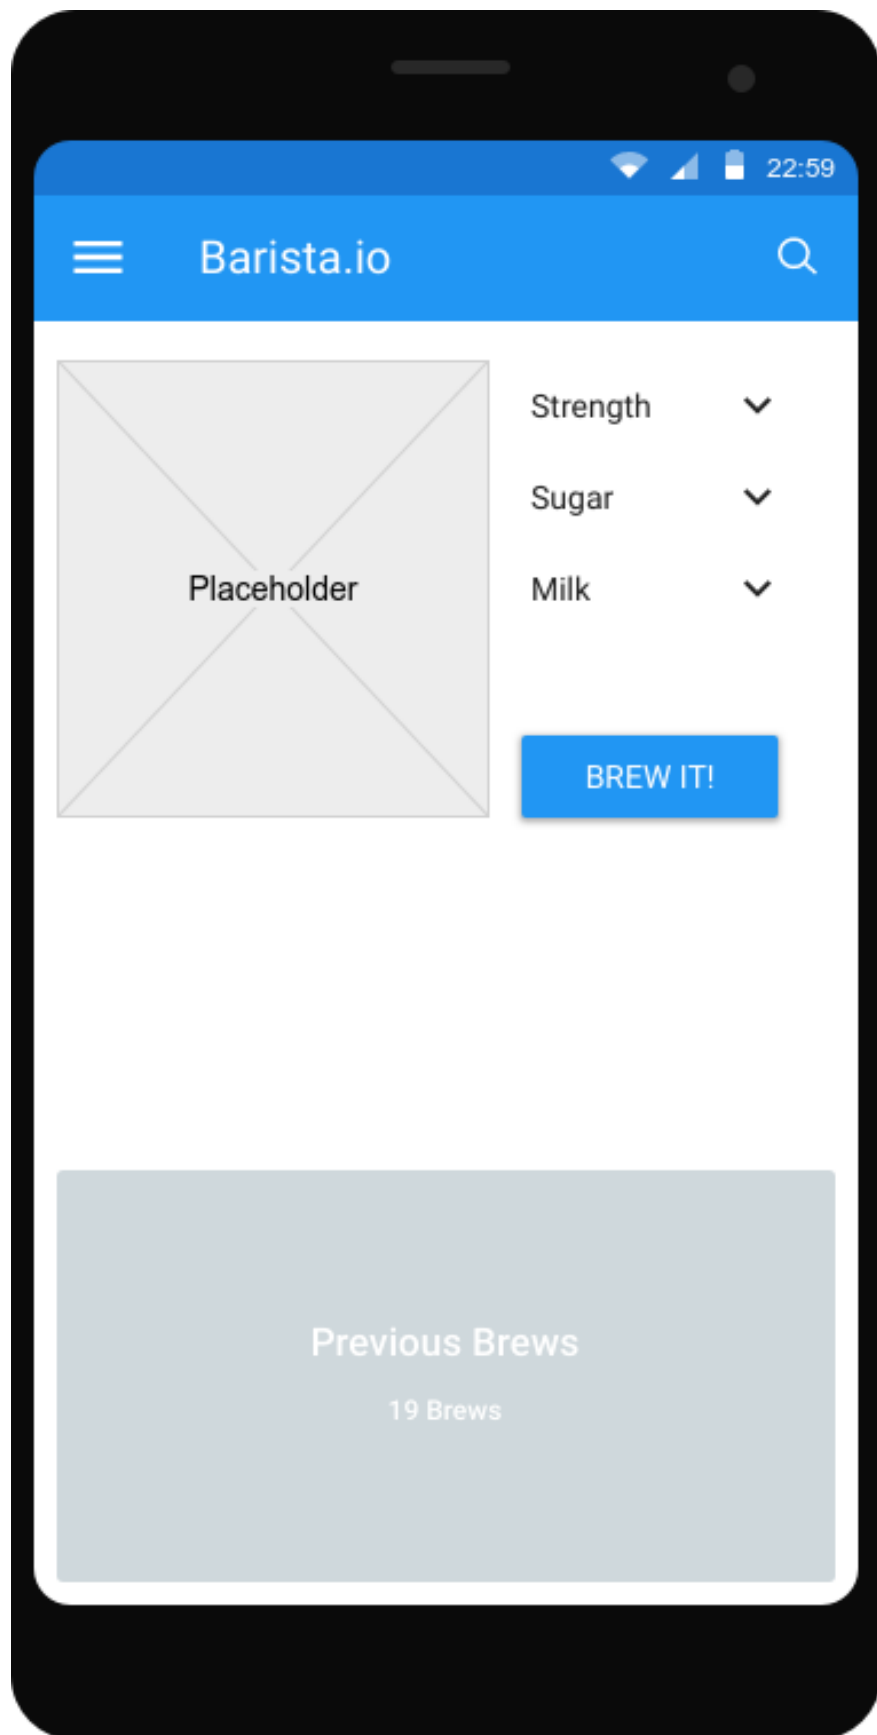 22:59
Barista.io
Strength
Sugar
Placeholder
Milk
BREW IT!
Previous Brews
19 Brews